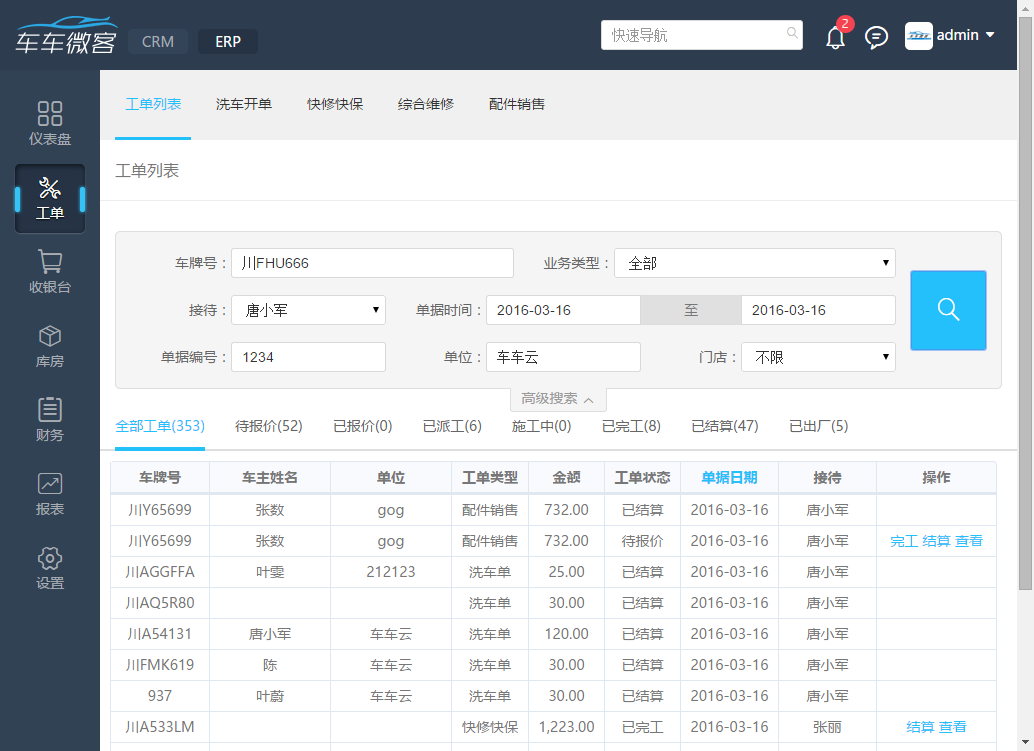 车车微客 CRM ERP 快速导航 2 admin
工单列表 洗车开单 快修快保 综合维修 配件销售
仪表盘
工单
收银台
库房
财务
报表
设置
工单列表
车牌号： 川FHU666 业务类型： 全部
接待： 唐小军 单据时间： 2016-03-16 至 2016-03-16
单据编号： 1234 单位： 车车云 门店： 不限
高级搜索
全部工单(353) 待报价(52) 已报价(0) 已派工(6) 施工中(0) 已完工(8) 已结算(47) 已出厂(5)
车牌号 车主姓名 单位 工单类型 金额 工单状态 单据日期 接待 操作
川Y65699 张数 gog 配件销售 732.00 已结算 2016-03-16 唐小军
川Y65699 张数 gog 配件销售 732.00 待报价 2016-03-16 唐小军 完工 结算 查看
川AGGFFA 叶雯 212123 洗车单 25.00 已结算 2016-03-16 唐小军
川AQ5R80 洗车单 30.00 已结算 2016-03-16 唐小军
川A54131 唐小军 车车云 洗车单 120.00 已结算 2016-03-16 唐小军
川FMK619 陈 车车云 洗车单 30.00 已结算 2016-03-16 唐小军
937 叶蔚 车车云 洗车单 30.00 已结算 2016-03-16 唐小军
川A533LM 快修快保 1,223.00 已完工 2016-03-16 张丽 结算 查看